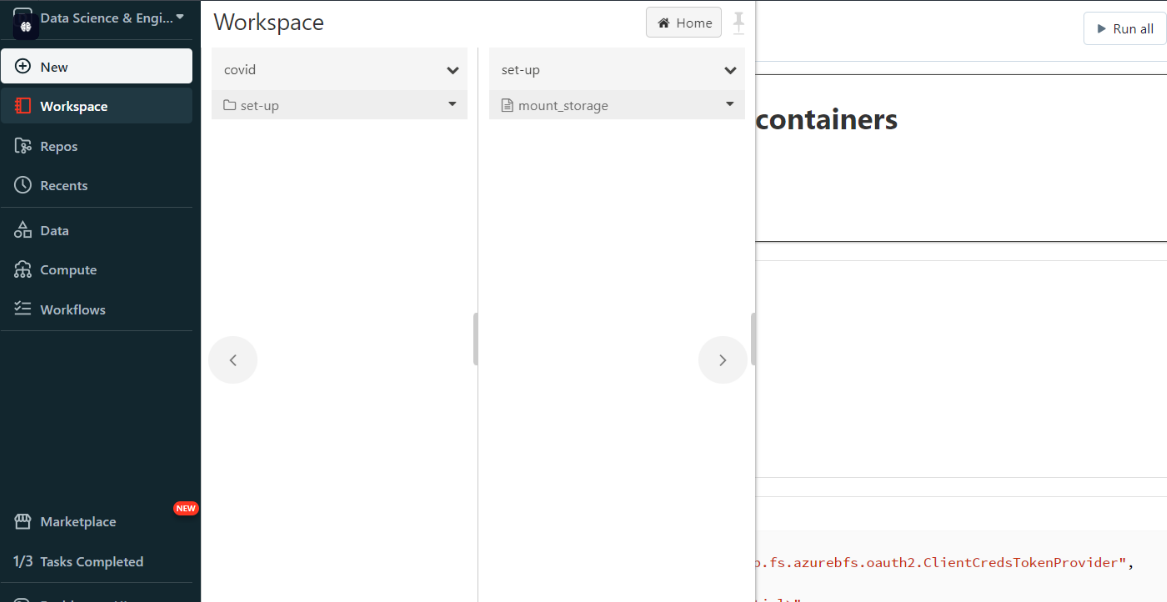 Data Science & Engi...
New
Workspace
Repos
Recents
Data
Compute
Workflows
Marketplace
NEW
1/3 Tasks Completed
Workspace
Home
covid
set-up
set-up
mount_storage
Run all
containers
.fs.azurebfs.oauth2.ClientCredsTokenProvider",